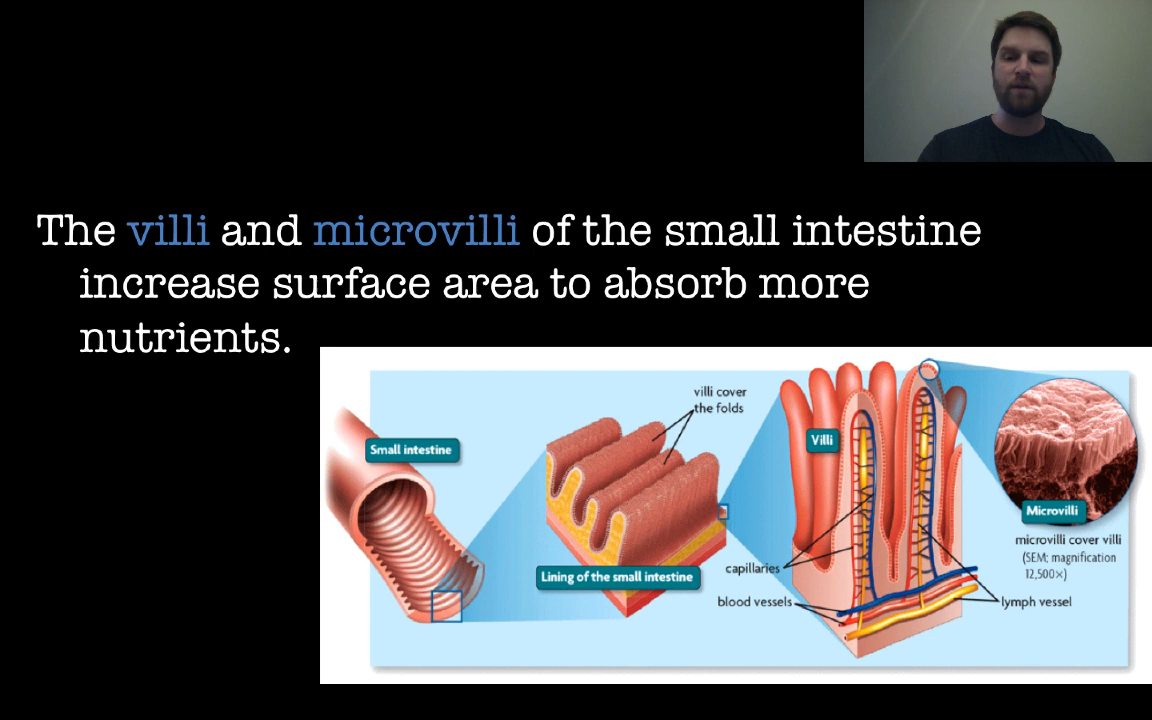 The villi and microvilli of the small intestine
increase surface area to absorb more
nutrients.
villi cover
the folds
Small intestine
Villi
Lining of the small intestine
capillaries
blood vessels
lymph vessel
Microvilli
microvilli cover villi
(SEM; magnification
12,500×)